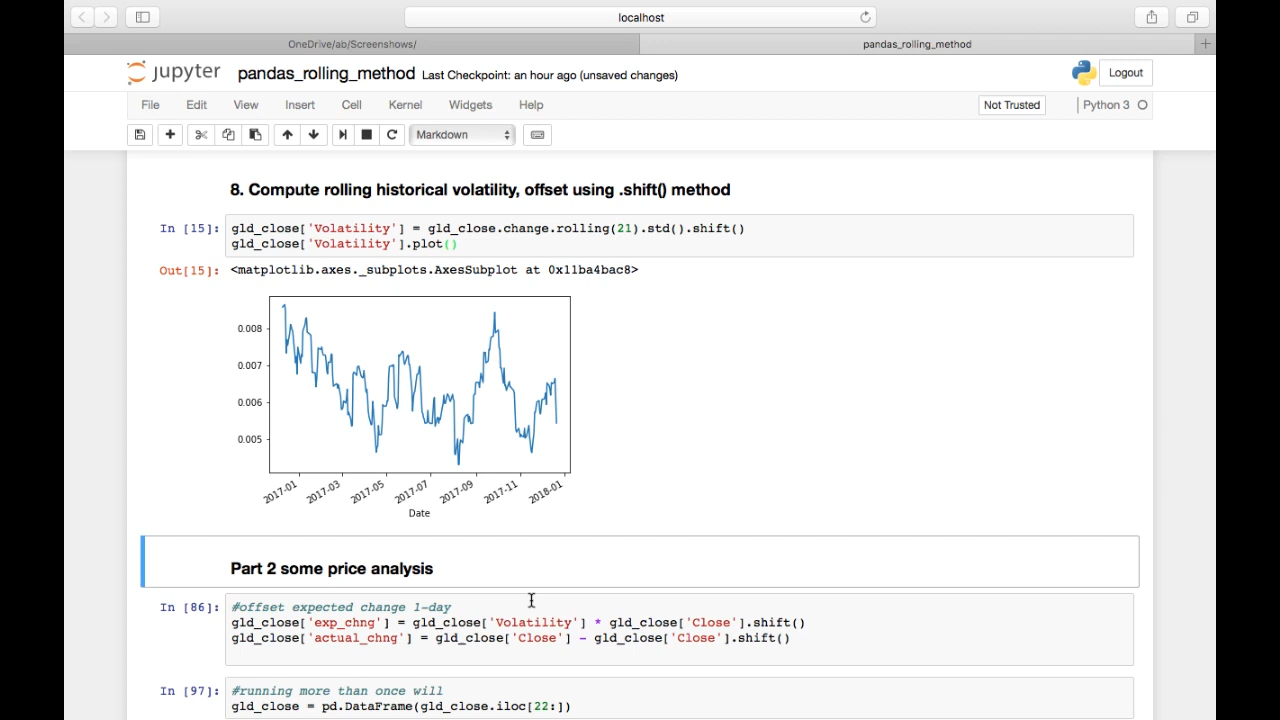 localhost
OneDrive/ab/Screenshows/
pandas_rolling_method
jupyter pandas_rolling_method Last Checkpoint: an hour ago (unsaved changes)
Logout
File Edit View Insert Cell Kernel Widgets Help
Not Trusted
Python 3
Markdown
8. Compute rolling historical volatility, offset using .shift() method
In [15]: gld_close['Volatility'] = gld_close.change.rolling(21).std().shift()
gld_close['Volatility'].plot()
Out[15]: <matplotlib.axes._subplots.AxesSubplot at 0x11ba4bac8>
0.008
0.007
0.006
0.005
2017-01 2017-03 2017-05 2017-07 2017-09 2017-11 2018-01
Date
Part 2 some price analysis
In [86]: #offset expected change 1-day
gld_close['exp_chng'] = gld_close['Volatility'] * gld_close['Close'].shift()
gld_close['actual_chng'] = gld_close['Close'] - gld_close['Close'].shift()
In [97]: #running more than once will
gld_close = pd.DataFrame(gld_close.iloc[22:])